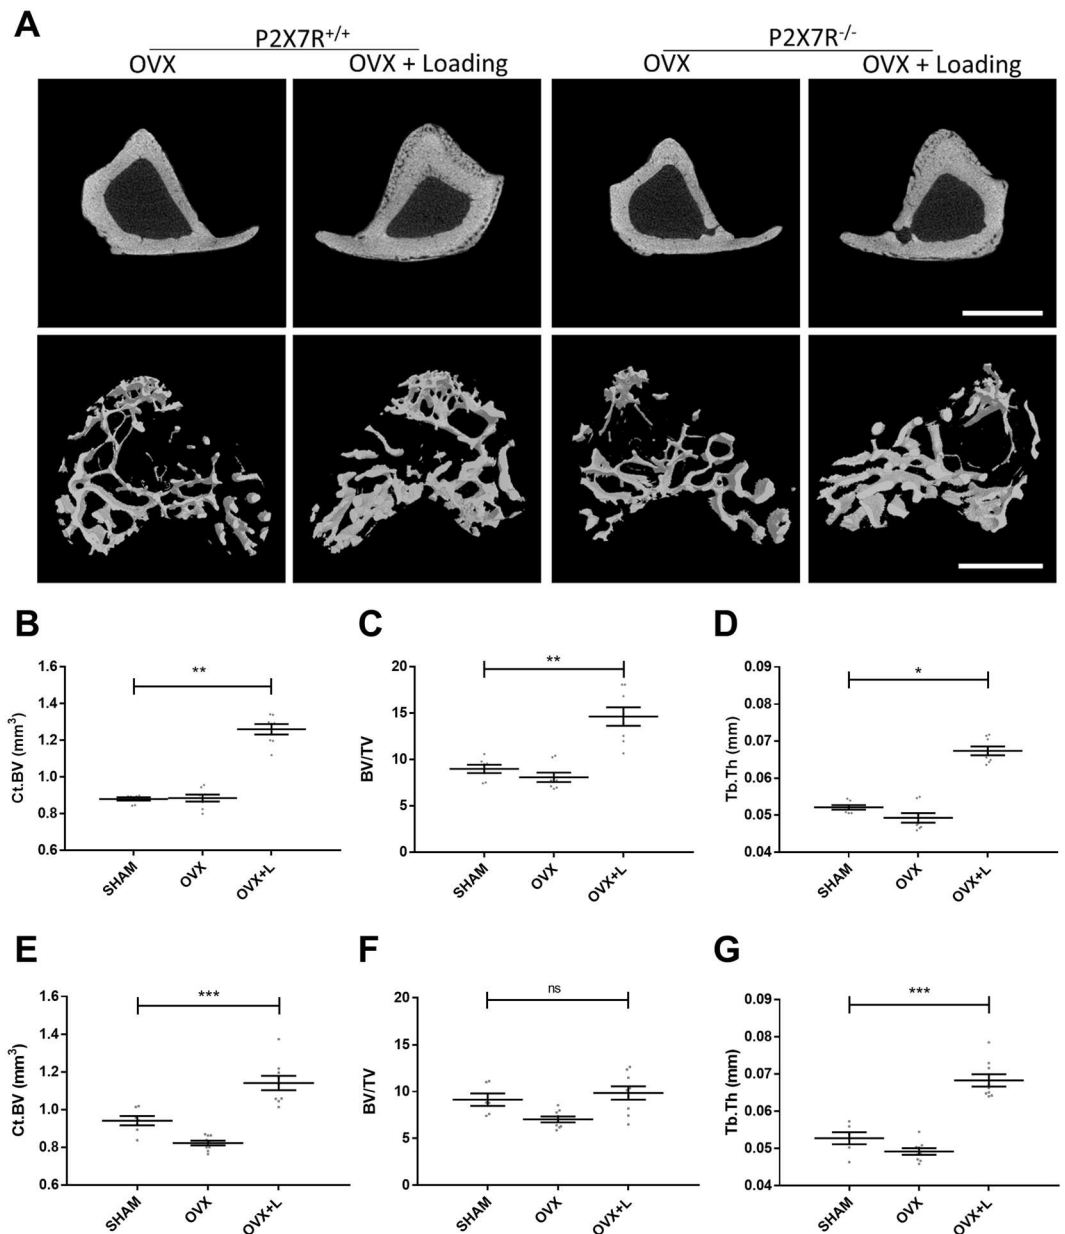 A
P2X7R+/+ P2X7R-/-
OVX OVX + Loading OVX OVX + Loading
B C D
** ** *
Ct.BV (mm3)
1.6
1.4
1.2
1.0
0.8
0.6
SHAM OVX OVX+L
BV/TV
20
15
10
5
0
SHAM OVX OVX+L
Tb.Th (mm)
0.09
0.08
0.07
0.06
0.05
0.04
SHAM OVX OVX+L
E F G
*** ns ***
Ct.BV (mm3)
1.6
1.4
1.2
1.0
0.8
0.6
SHAM OVX OVX+L
BV/TV
20
15
10
5
0
SHAM OVX OVX+L
Tb.Th (mm)
0.09
0.08
0.07
0.06
0.05
0.04
SHAM OVX OVX+L